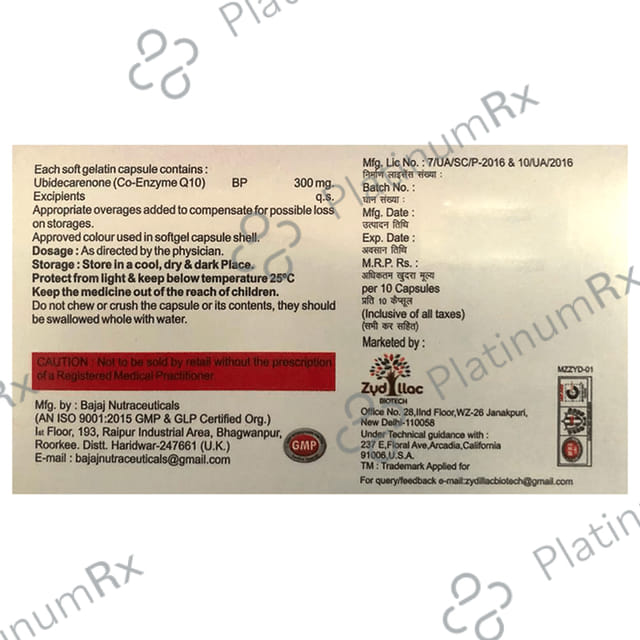 PlatinumRx
Each soft gelatin capsule contains :
Ubidecarenone (Co-Enzyme Q10) BP 300 mg.
Excipients q.s.
Appropriate overages added to compensate for possible loss
on storages.
Approved colour used in softgel capsule shell.
Dosage : As directed by the physician.
Storage : Store in a cool, dry & dark Place.
Protect from light & keep below temperature 25°C
Keep the medicine out of the reach of children.
Do not chew or crush the capsule or its contents, they should
be swallowed whole with water.
CAUTION : Not to be sold by retail without the prescription
of a Registered Medical Practitioner.
Mfg. by : Bajaj Nutraceuticals
(AN ISO 9001:2015 GMP & GLP Certified Org.)
Ist Floor, 193, Raipur Industrial Area, Bhagwanpur,
Roorkee. Distt. Haridwar-247661 (U.K.)
E-mail : bajajnutraceuticals@gmail.com
GMP
Mfg. Lic No. : 7/UA/SC/P-2016 & 10/UA/2016
निर्माण लाइसेंस संख्या :
Batch No. :
घान संख्या :
Mfg. Date :
उत्पादन तिथि
Exp. Date :
अवसान तिथि
M.R.P. Rs. :
अधिकतम खुदरा मूल्य
per 10 Capsules
प्रति 10 कैप्सूल
(Inclusive of all taxes)
(सभी कर सहित)
Marketed by :
Zydillac
BIOTECH
Office No. 28,IInd Floor,WZ-26 Janakpuri,
New Delhi-110058
Under Technical guidance with :
237 E,Floral Ave,Arcadia,California
91006,U.S.A.
TM : Trademark Applied for
For query/feedback e-mail:zydillacbiotech@gmail.com
MZZYD-01
PlatinumRx
PlatinumRx
PlatinumRx
PlatinumRx
PlatinumRx